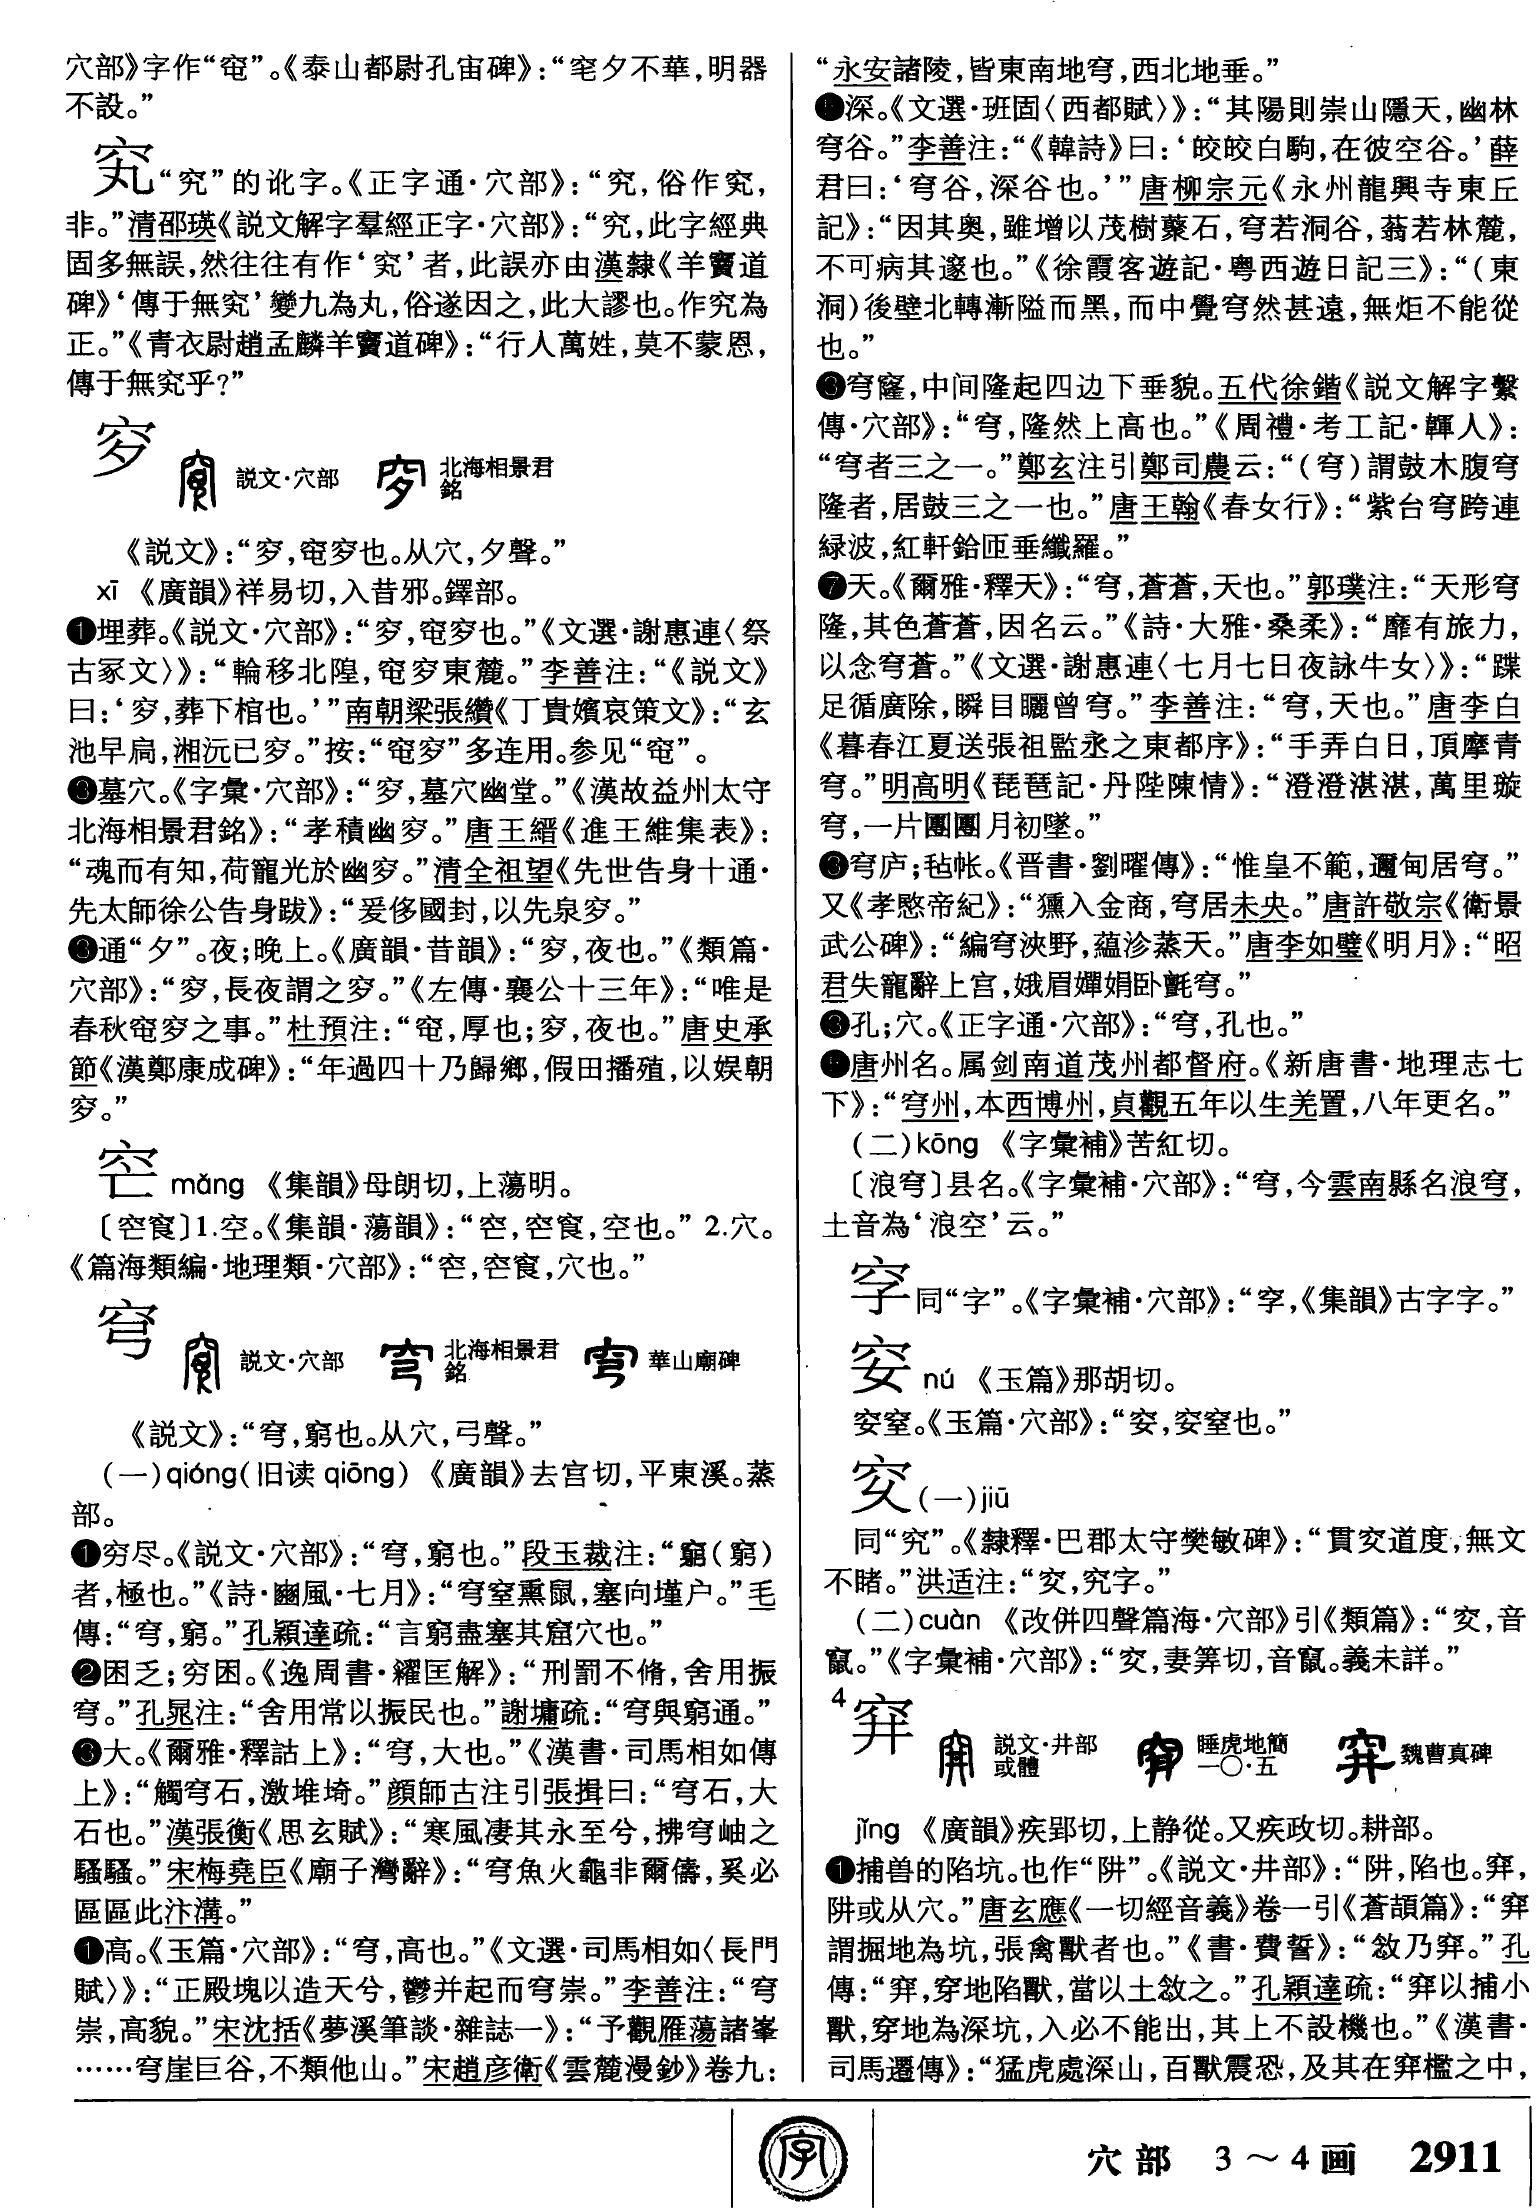 穴部》字作“窀”。《泰山都尉孔宙碑》：“宅夕不華，明器
不設。”
“究”的讹字。《正字通·穴部》：“究，俗作䆒，
非。”清邵瑛《説文解字羣經正字·穴部》：“究，此字經典
固多無誤，然往往有作‘䆒’者，此誤亦由漢隸《羊竇道
碑》‘傳于無䆒’變九為丸，俗遂因之，此大謬也。作究為
正。”《青衣尉趙孟麟羊竇道碑》：“行人萬姓，莫不蒙恩，
傳于無䆒乎？”
穸
説文·穴部 北海相景君銘
《説文》：“穸，窀穸也。从穴，夕聲。”
xī 《廣韻》祥易切，入昔邪。鐸部。
❶埋葬。《説文·穴部》：“穸，窀穸也。”《文選·謝惠連〈祭
古冢文〉》：“輪移北隍，窀穸東麓。”李善注：“《説文》
曰：‘穸，葬下棺也。’”南朝梁張纘《丁貴嬪哀策文》：“玄
池早扃，湘沅已穸。”按：“窀穸”多连用。参见“窀”。
❷墓穴。《字彙·穴部》：“穸，墓穴幽堂。”《漢故益州太守
北海相景君銘》：“孝積幽穸。”唐王縉《進王維集表》：
“魂而有知，荷寵光於幽穸。”清全祖望《先世告身十通·
先太師徐公告身跋》：“爰侈國封，以先泉穸。”
❸通“夕”。夜；晚上。《廣韻·昔韻》：“穸，夜也。”《類篇·
穴部》：“穸，長夜謂之穸。”《左傳·襄公十三年》：“唯是
春秋窀穸之事。”杜預注：“窀，厚也；穸，夜也。”唐史承
節《漢鄭康成碑》：“年過四十乃歸鄉，假田播殖，以娱朝
穸。”
mǎng 《集韻》母朗切，上蕩明。
1.空。《集韻·蕩韻》： 空也。” 2.穴。
《篇海類編·地理類·穴部》： 穴也。”
穹
説文·穴部 北海相景君銘 華山廟碑
《説文》：“穹，窮也。从穴，弓聲。”
(一)qióng(旧读qiōng) 《廣韻》去宫切，平東溪。蒸
部。
❶穷尽。《説文·穴部》：“穹，窮也。”段玉裁注：“竆（窮）
者，極也。”《詩·豳風·七月》：“穹窒熏鼠，塞向墐户。”毛
傳：“穹，窮。”孔穎達疏：“言窮盡塞其窟穴也。”
❷困乏；穷困。《逸周書·糴匡解》：“刑罰不脩，舍用振
穹。”孔晁注：“舍用常以振民也。”謝墉疏：“穹與窮通。”
❸大。《爾雅·釋詁上》：“穹，大也。”《漢書·司馬相如傳
上》：“觸穹石，激堆埼。”顔師古注引張揖曰：“穹石，大
石也。”漢張衡《思玄賦》：“寒風凄其永至兮，拂穹岫之
騷騷。”宋梅堯臣《廟子灣辭》：“穹魚火龜非爾儔，奚必
區區此汴溝。”
❹高。《玉篇·穴部》：“穹，高也。”《文選·司馬相如〈長門
賦〉》：“正殿塊以造天兮，鬱并起而穹崇。”李善注：“穹
崇，高貌。”宋沈括《夢溪筆談·雜誌一》：“予觀雁蕩諸峯
……穹崖巨谷，不類他山。”宋趙彦衛《雲麓漫鈔》卷九：
“永安諸陵，皆東南地穹，西北地垂。”
❺深。《文選·班固〈西都賦〉》：“其陽則崇山隱天，幽林
穹谷。”李善注：“《韓詩》曰：‘皎皎白駒，在彼空谷。’薛
君曰：‘穹谷，深谷也。’”唐柳宗元《永州龍興寺東丘
記》：“因其奥，雖增以茂樹藂石，穹若洞谷，蓊若林麓，
不可病其邃也。”《徐霞客遊記·粤西遊日記三》：“（東
洞）後壁北轉漸隘而黑，而中覺穹然甚遠，無炬不能從
也。”
❻穹窿，中间隆起四边下垂貌。五代徐鍇《説文解字繫
傳·穴部》：“穹，隆然上高也。”《周禮·考工記·韗人》：
“穹者三之一。”鄭玄注引鄭司農云：“（穹）謂鼓木腹穹
隆者，居鼓三之一也。”唐王翰《春女行》：“紫台穹跨連
緑波，紅軒鉿匝垂纖羅。”
❼天。《爾雅·釋天》：“穹，蒼蒼，天也。”郭璞注：“天形穹
隆，其色蒼蒼，因名云。”《詩·大雅·桑柔》：“靡有旅力，
以念穹蒼。”《文選·謝惠連〈七月七日夜詠牛女〉》：“蹀
足循廣除，瞬目矖曾穹。”李善注：“穹，天也。”唐李白
《暮春江夏送張祖監丞之東都序》：“手弄白日，頂摩青
穹。”明高明《琵琶記·丹陛陳情》：“澄澄湛湛，萬里璇
穹，一片團團月初墜。”
❽穹庐；毡帐。《晋書·劉曜傳》：“惟皇不範，邇甸居穹。”
又《孝愍帝紀》：“獯入金商，穹居未央。”唐許敬宗《衛景
武公碑》：“編穹浹野，藴沴蒸天。”唐李如璧《明月》：“昭
君失寵辭上宫，娥眉嬋娟卧氈穹。”
❾孔；穴。《正字通·穴部》：“穹，孔也。”
❿唐州名。属剑南道茂州都督府。《新唐書·地理志七
下》：“穹州，本西博州，貞觀五年以生羌置，八年更名。”
(二)kōng 《字彙補》苦紅切。
〔浪穹〕县名。《字彙補·穴部》：“穹，今雲南縣名浪穹，
土音為‘浪空’云。”
同“字”。《字彙補·穴部》： 《集韻》古字字。”
nú 《玉篇》那胡切。
《玉篇·穴部》：
(一)jiū
同“究”。《隸釋·巴郡太守樊敏碑》：“貫 道度，無文
不睹。”洪适注： 究字。”
(二)cuàn 《改併四聲篇海·穴部》引《類篇》： 音
竄。”《字彙補·穴部》： 妻筭切，音竄。義未詳。”
4
穽
説文·井部或體 睡虎地簡一〇·五 魏曹真碑
jǐng 《廣韻》疾郢切，上静從。又疾政切。耕部。
❶捕兽的陷坑。也作“阱”。《説文·井部》：“阱，陷也。穽，
阱或从穴。”唐玄應《一切經音義》卷一引《蒼頡篇》：“穽
謂掘地為坑，張禽獸者也。”《書·費誓》：“敜乃穽。”孔
傳：“穽，穿地陷獸，當以土敜之。”孔穎達疏：“穽以捕小
獸，穿地為深坑，入必不能出，其上不設機也。”《漢書·
司馬遷傳》：“猛虎處深山，百獸震恐，及其在穽檻之中，
字
穴部 3～4画 2911